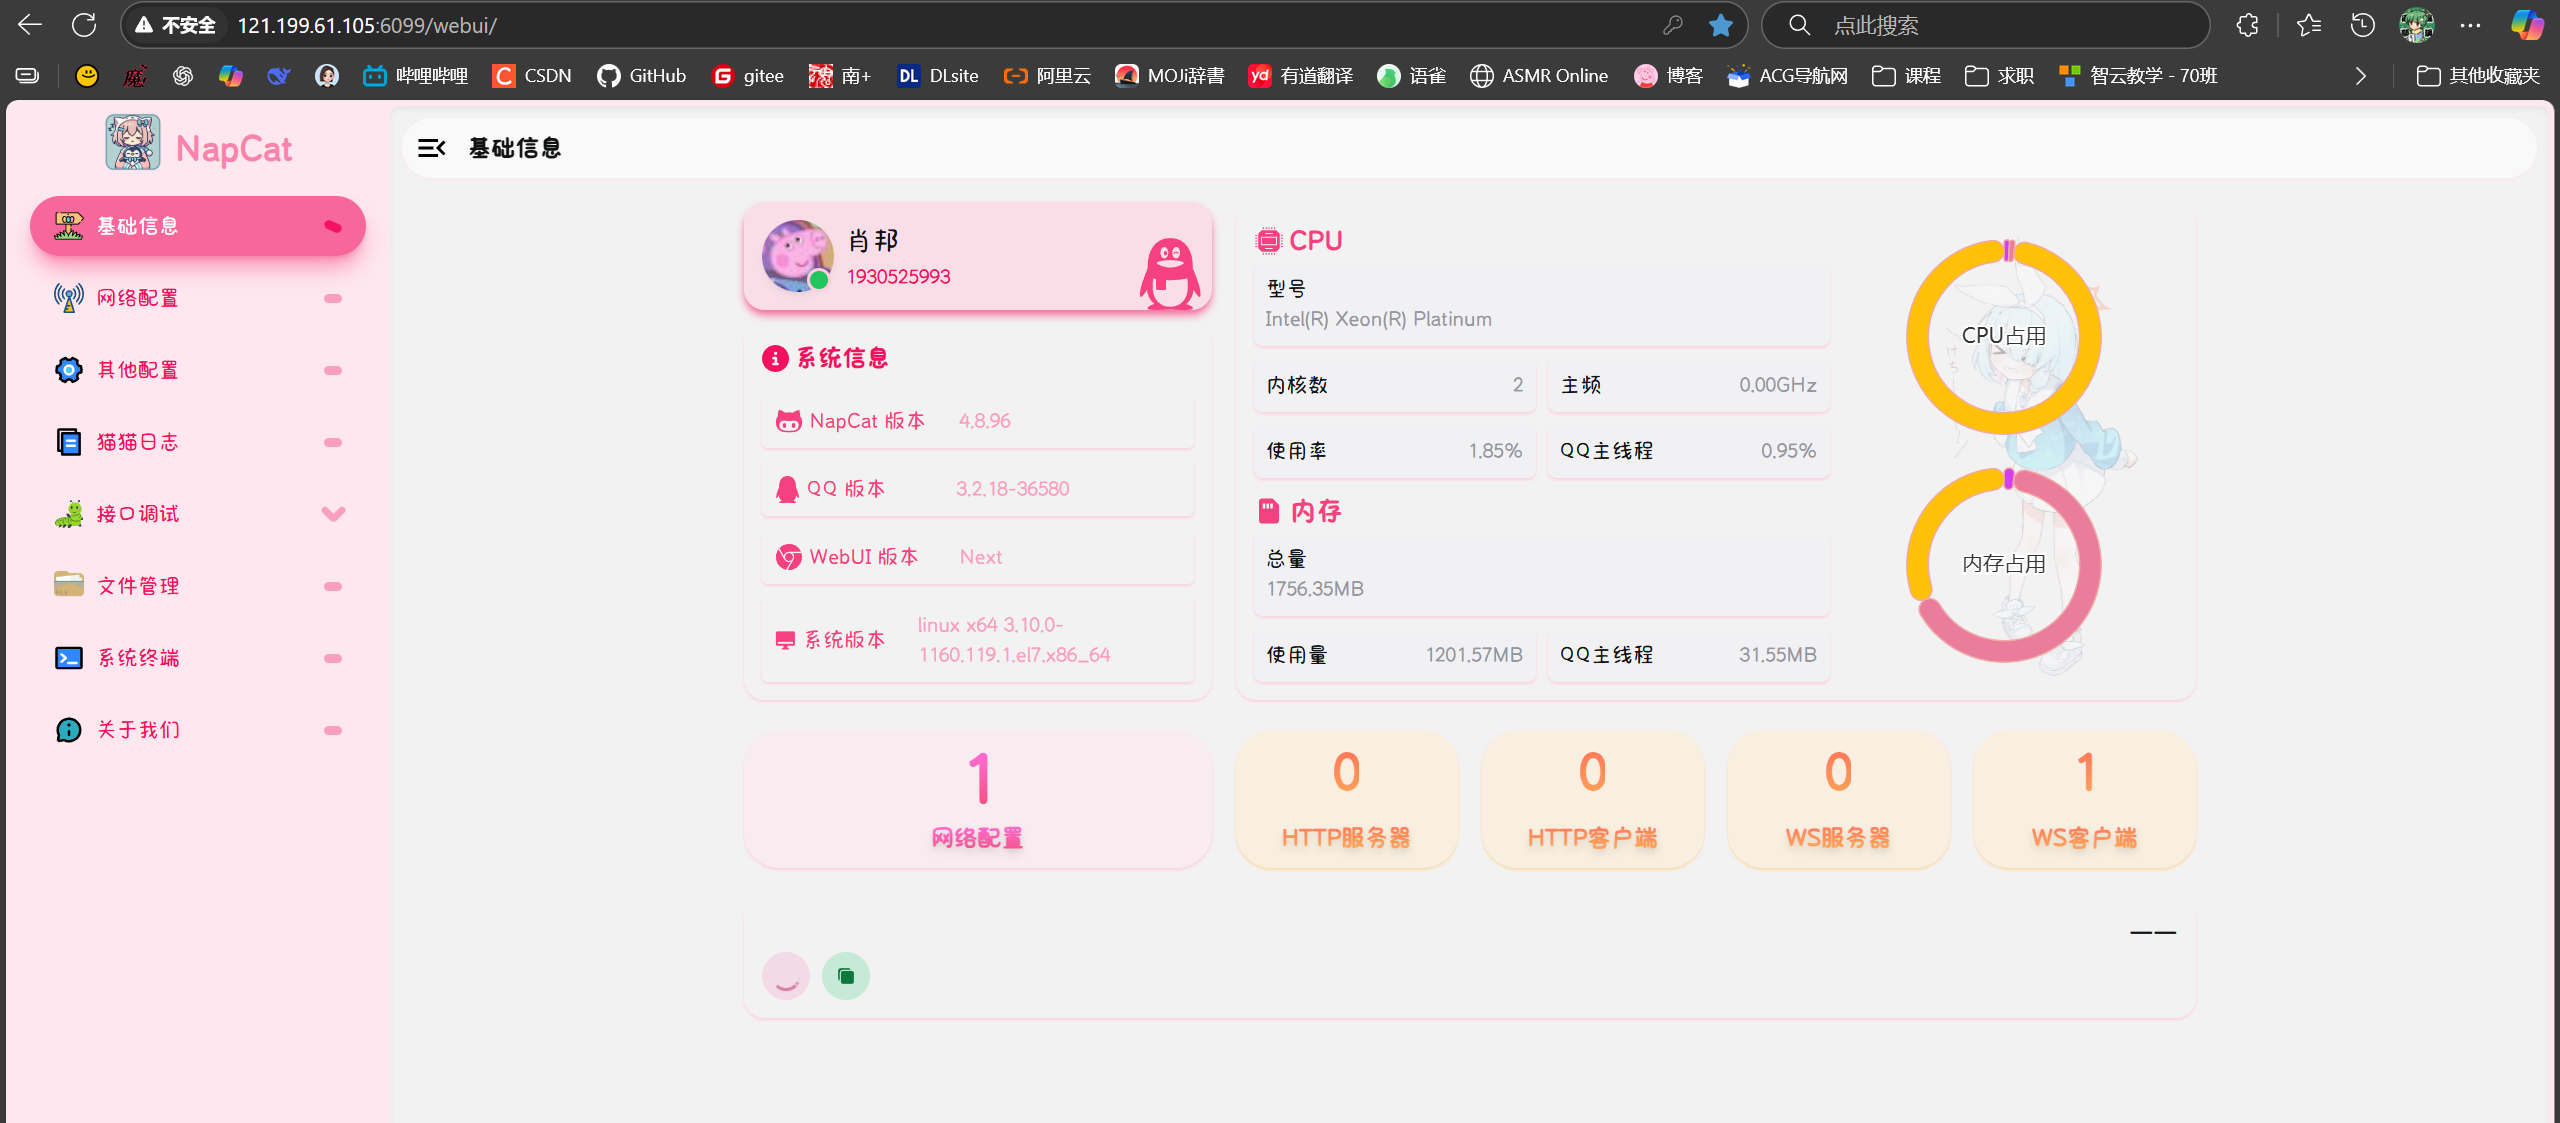 不安全 121.199.61.105:6099/webui/ 点此搜索
哔哩哔哩 CSDN GitHub gitee 南+ DLsite 阿里云 MOJi辞書 有道翻译 语雀 ASMR Online 博客 ACG导航网 课程 求职 智云教学 - 70班 其他收藏夹
NapCat
基础信息
网络配置
其他配置
猫猫日志
接口调试
文件管理
系统终端
关于我们
基础信息
肖邦
1930525993
系统信息
NapCat 版本 4.8.96
QQ 版本 3.2.18-36580
WebUI 版本 Next
系统版本 linux x64 3.10.0-
1160.119.1.el7.x86_64
CPU
型号
Intel(R) Xeon(R) Platinum
内核数 2 主频 0.00GHz
使用率 1.85% QQ主线程 0.95%
内存
总量
1756.35MB
使用量 1201.57MB QQ主线程 31.55MB
CPU占用
内存占用
1
网络配置
0
HTTP服务器
0
HTTP客户端
0
WS服务器
1
WS客户端
——